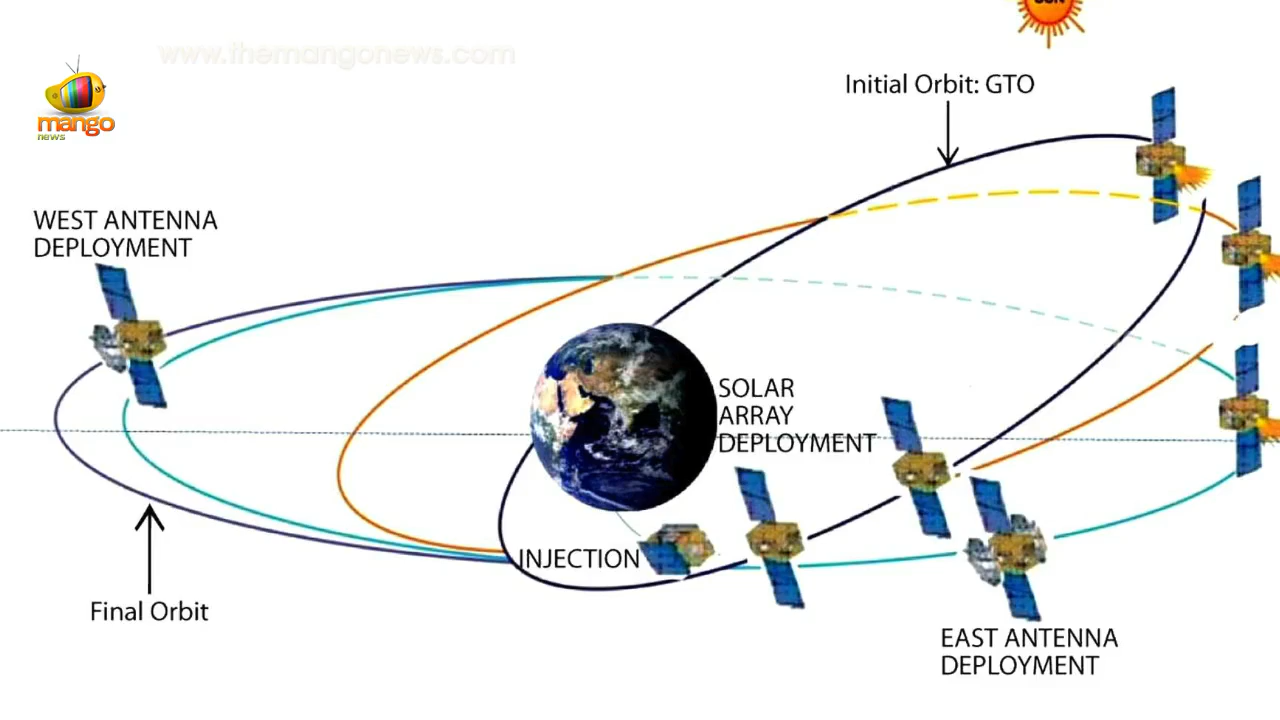 www.themangonews.com
SUN
mango
news
Initial Orbit: GTO
WEST ANTENNA
DEPLOYMENT
SOLAR
ARRAY
DEPLOYMENT
INJECTION
Final Orbit
EAST ANTENNA
DEPLOYMENT